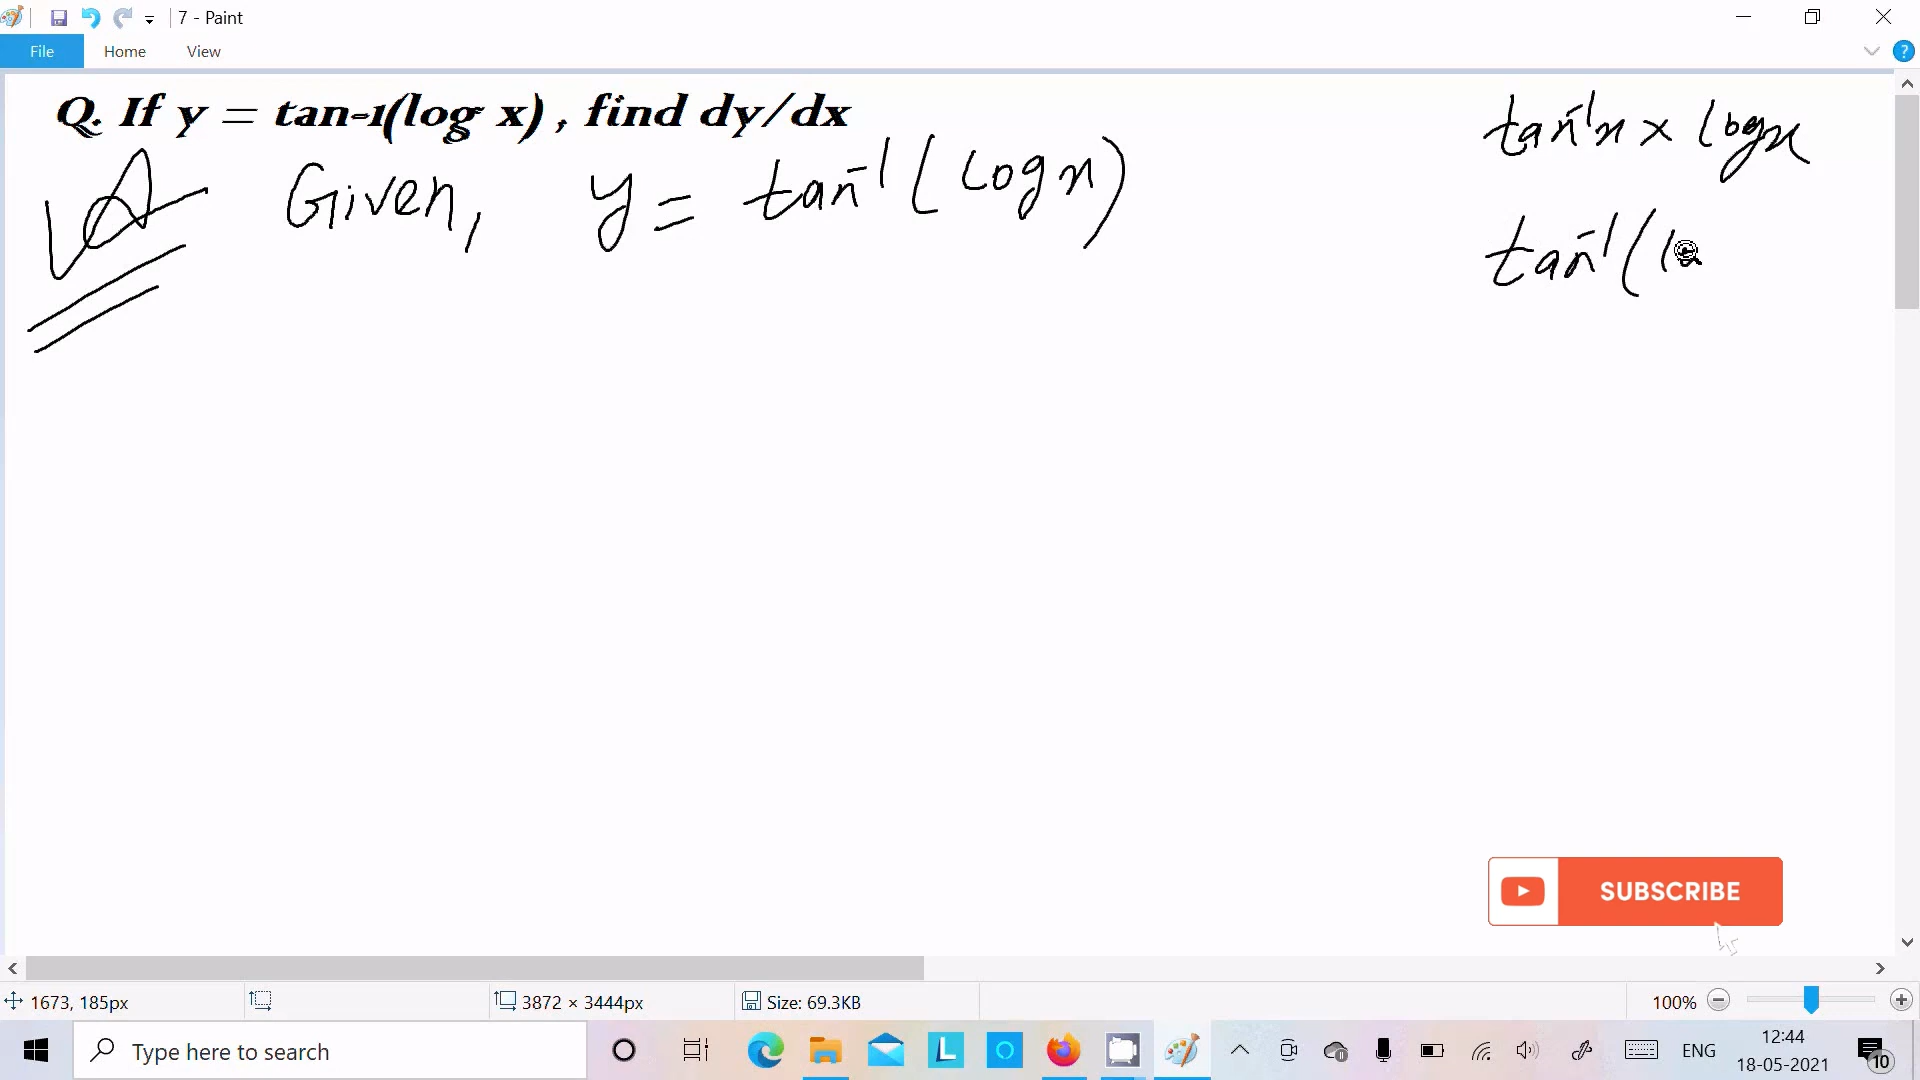 7 - Paint
File Home View
Q. If y = tan-1(log x) , find dy/dx
Given, y = tan⁻¹(log x)
tan⁻¹x × log x
tan⁻¹(l
SUBSCRIBE
1673, 185px 3872 × 3444px Size: 69.3KB 100%
Type here to search
ENG
12:44
18-05-2021
10